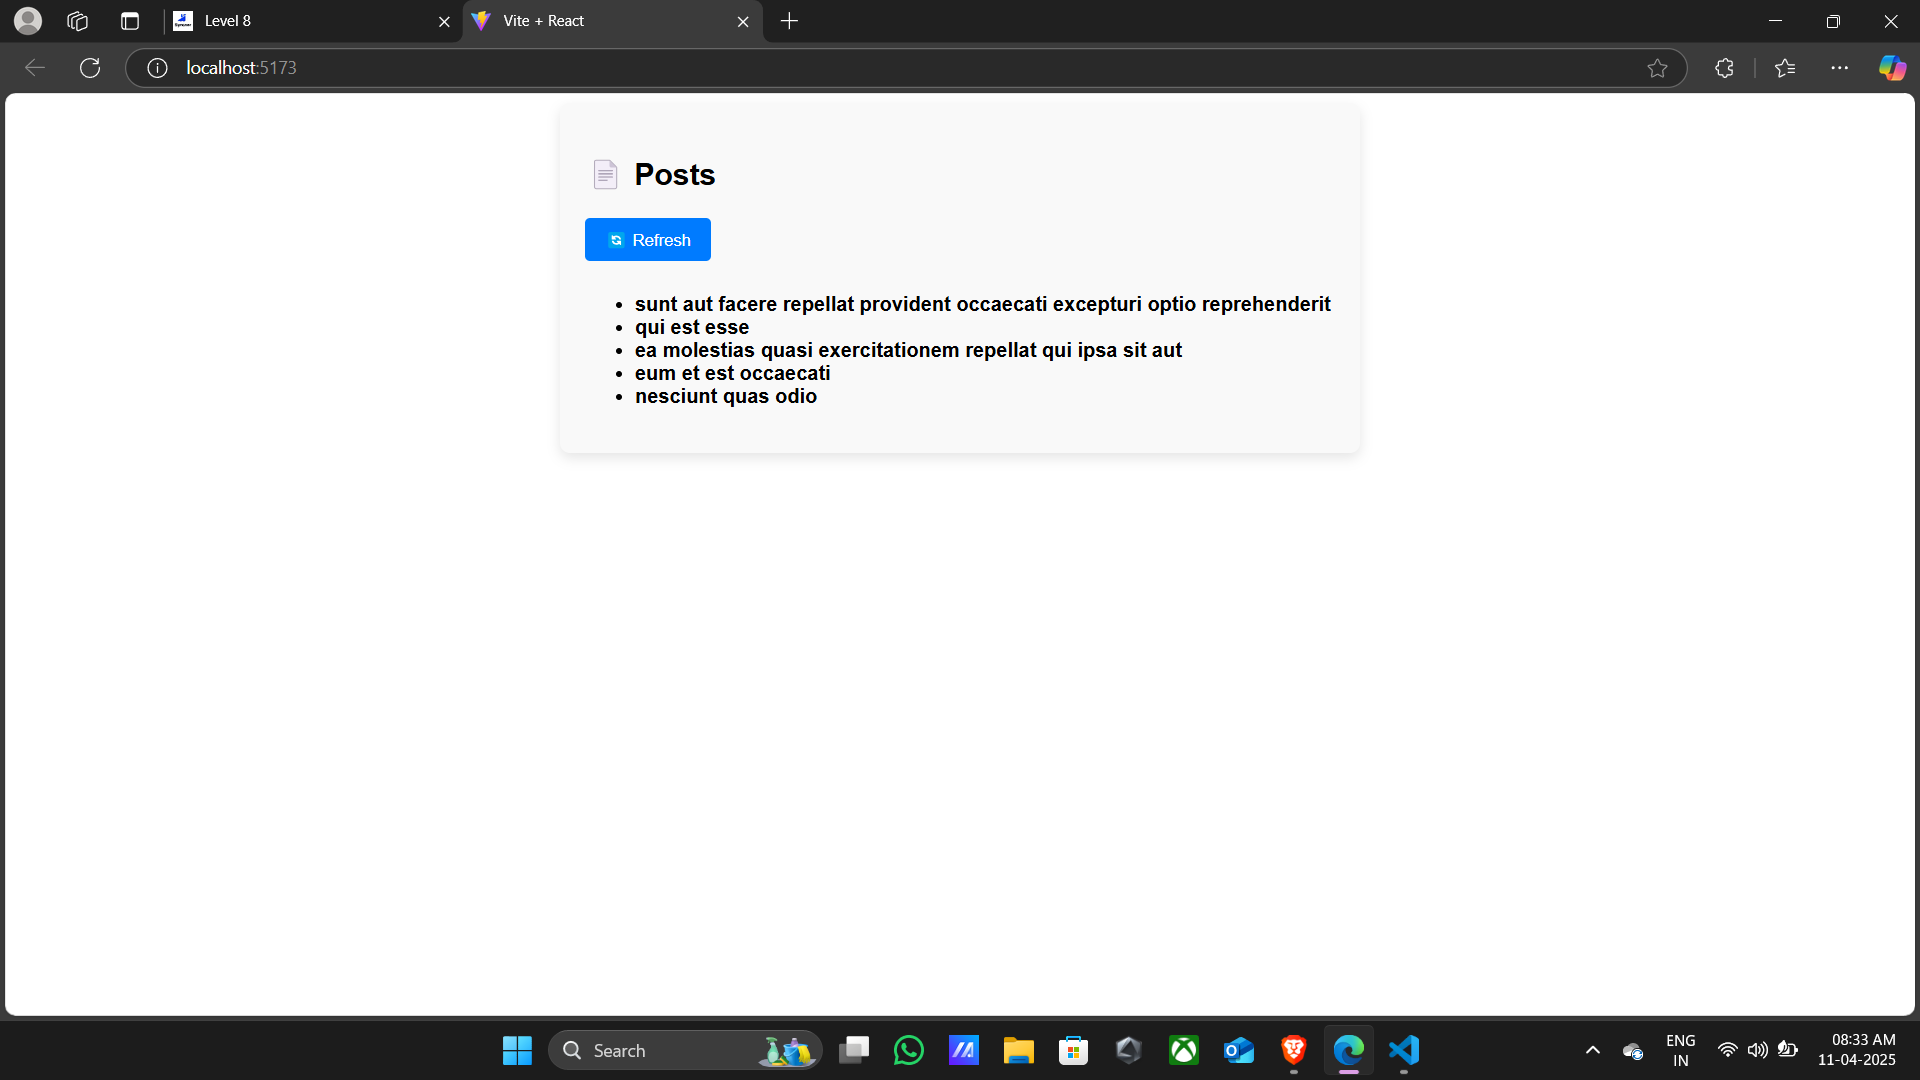 Level 8
Vite + React
localhost:5173
Posts
Refresh
sunt aut facere repellat provident occaecati excepturi optio reprehenderit
qui est esse
ea molestias quasi exercitationem repellat qui ipsa sit aut
eum et est occaecati
nesciunt quas odio
Search
ENG
IN
08:33 AM
11-04-2025